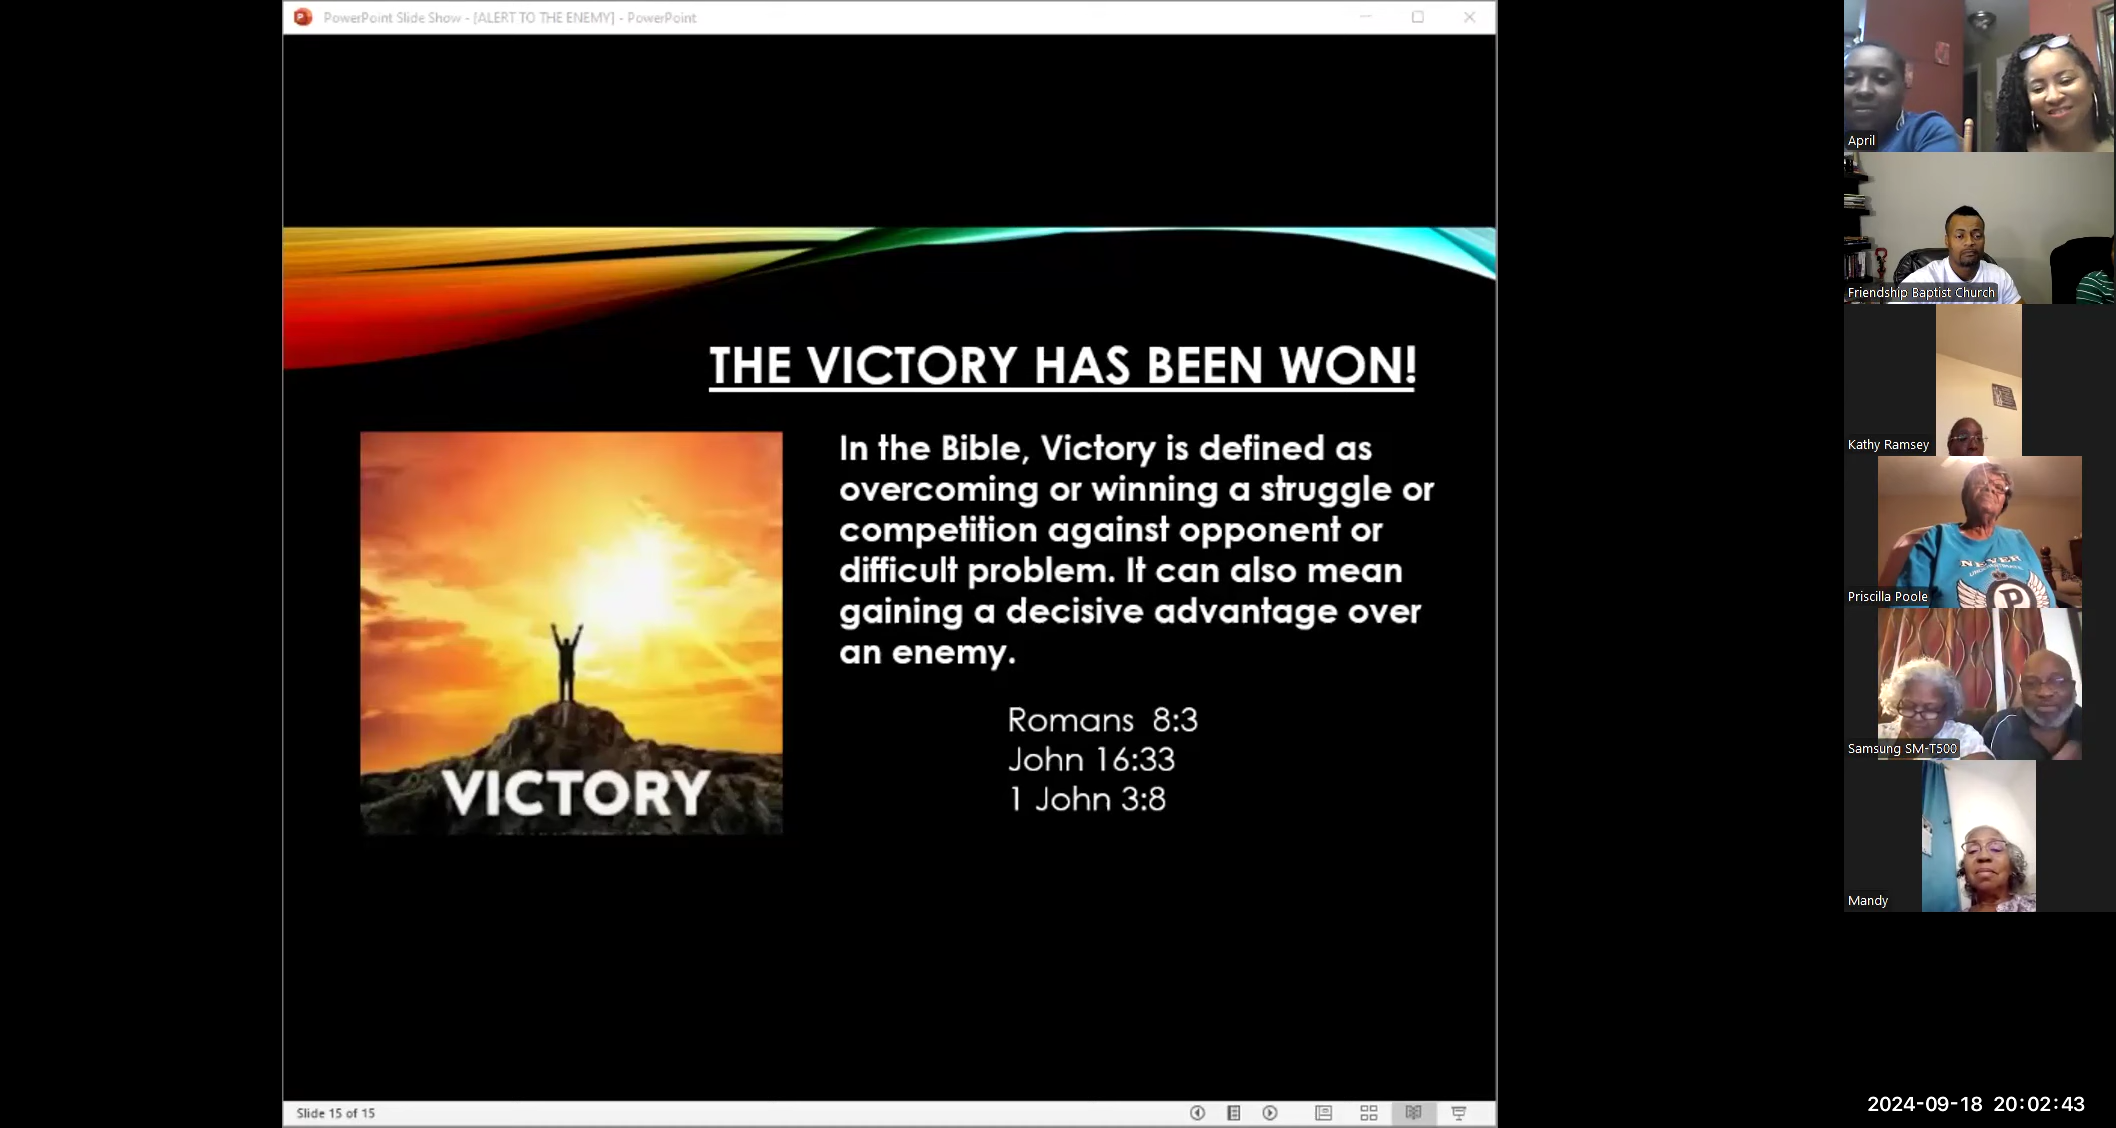 PowerPoint Slide Show - [ALERT TO THE ENEMY] - PowerPoint
THE VICTORY HAS BEEN WON!
In the Bible, Victory is defined as
overcoming or winning a struggle or
competition against opponent or
difficult problem. It can also mean
gaining a decisive advantage over
an enemy.
Romans 8:3
John 16:33
1 John 3:8
VICTORY
Slide 15 of 15
April
Friendship Baptist Church
Kathy Ramsey
NEVER
P
Priscilla Poole
Samsung SM-T500
Mandy
2024-09-18 20:02:43